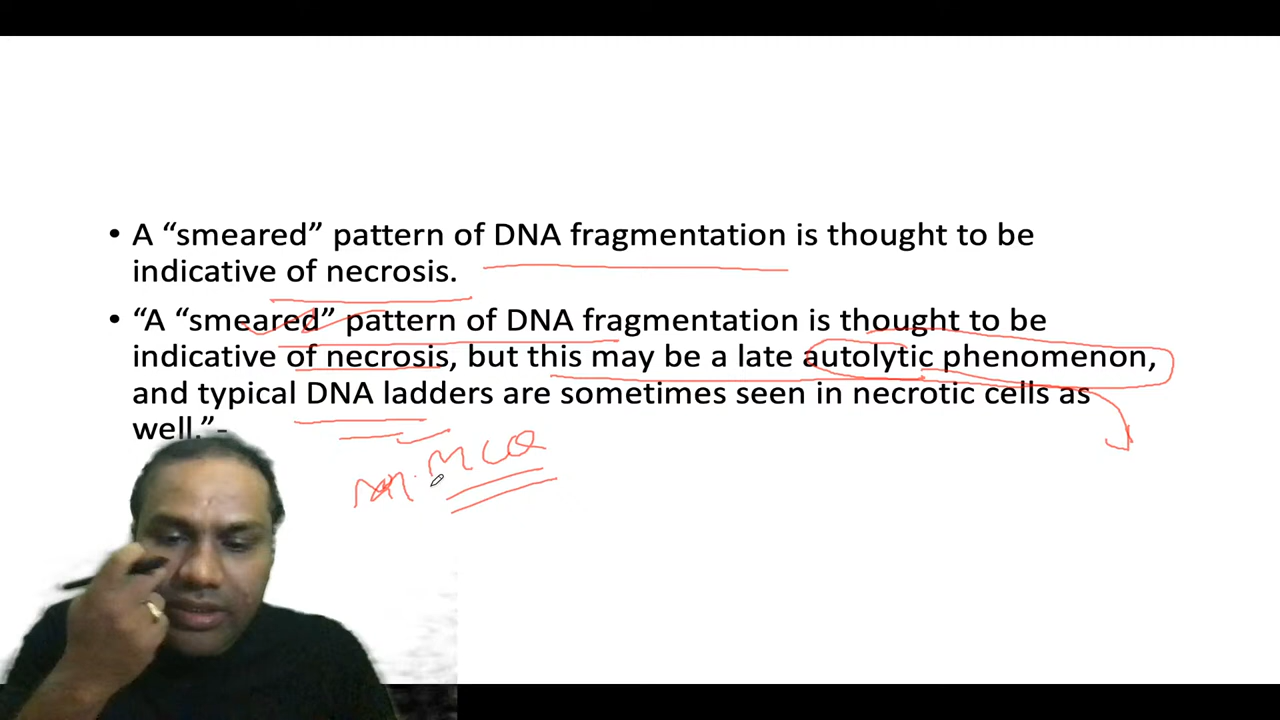 • A “smeared” pattern of DNA fragmentation is thought to be
indicative of necrosis.
• “A “smeared” pattern of DNA fragmentation is thought to be
indicative of necrosis, but this may be a late autolytic phenomenon,
and typical DNA ladders are sometimes seen in necrotic cells as
well.”-
MCQ